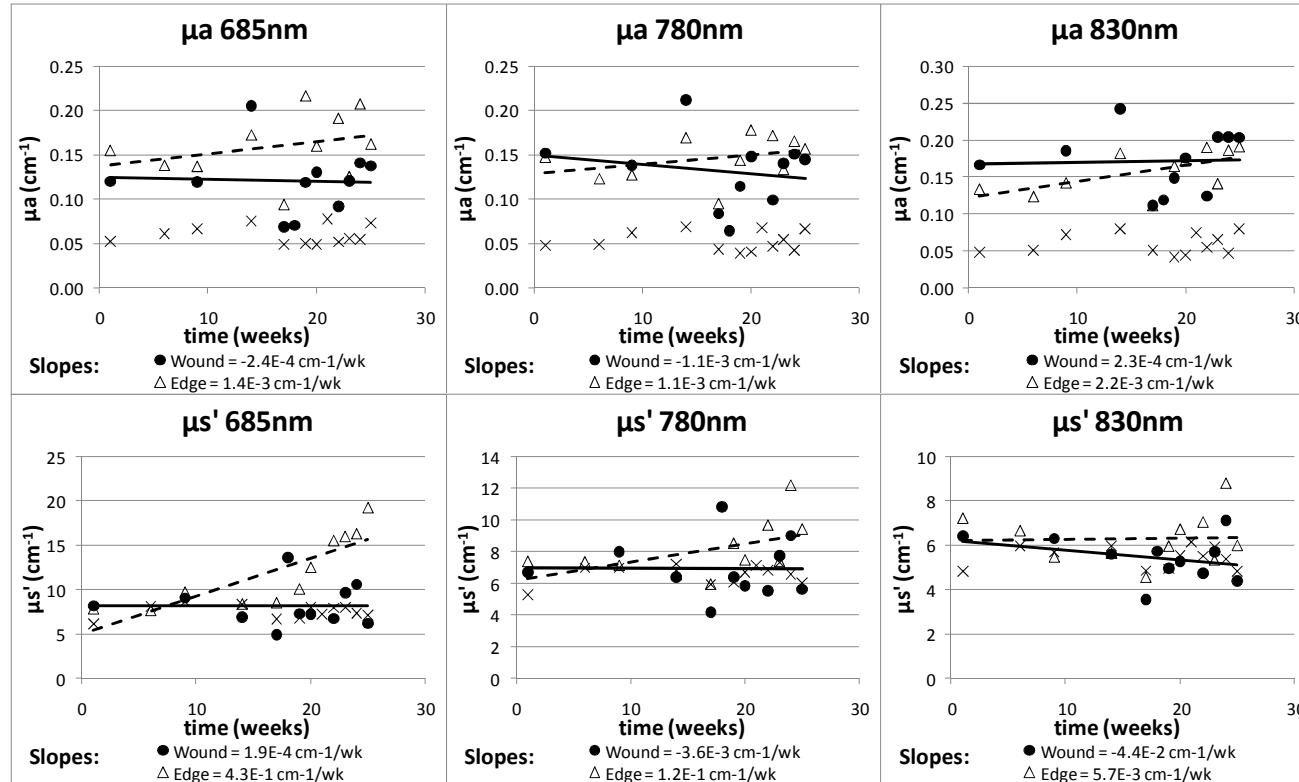 μa 685nm
μa (cm⁻¹)
0.25
0.20
0.15
0.10
0.05
0.00
0 10 20 30
time (weeks)
Slopes:
● Wound = -2.4E-4 cm-1/wk
△ Edge = 1.4E-3 cm-1/wk
μa 780nm
μa (cm⁻¹)
0.25
0.20
0.15
0.10
0.05
0.00
0 10 20 30
time (weeks)
Slopes:
● Wound = -1.1E-3 cm-1/wk
△ Edge = 1.1E-3 cm-1/wk
μa 830nm
μa (cm⁻¹)
0.30
0.25
0.20
0.15
0.10
0.05
0.00
0 10 20 30
time (weeks)
Slopes:
● Wound = 2.3E-4 cm-1/wk
△ Edge = 2.2E-3 cm-1/wk
μs' 685nm
μs' (cm⁻¹)
25
20
15
10
5
0
0 10 20 30
time (weeks)
Slopes:
● Wound = 1.9E-4 cm-1/wk
△ Edge = 4.3E-1 cm-1/wk
μs' 780nm
μs' (cm⁻¹)
14
12
10
8
6
4
2
0
0 10 20 30
time (weeks)
Slopes:
● Wound = -3.6E-3 cm-1/wk
△ Edge = 1.2E-1 cm-1/wk
μs' 830nm
μs' (cm⁻¹)
10
8
6
4
2
0
0 10 20 30
time (weeks)
Slopes:
● Wound = -4.4E-2 cm-1/wk
△ Edge = 5.7E-3 cm-1/wk